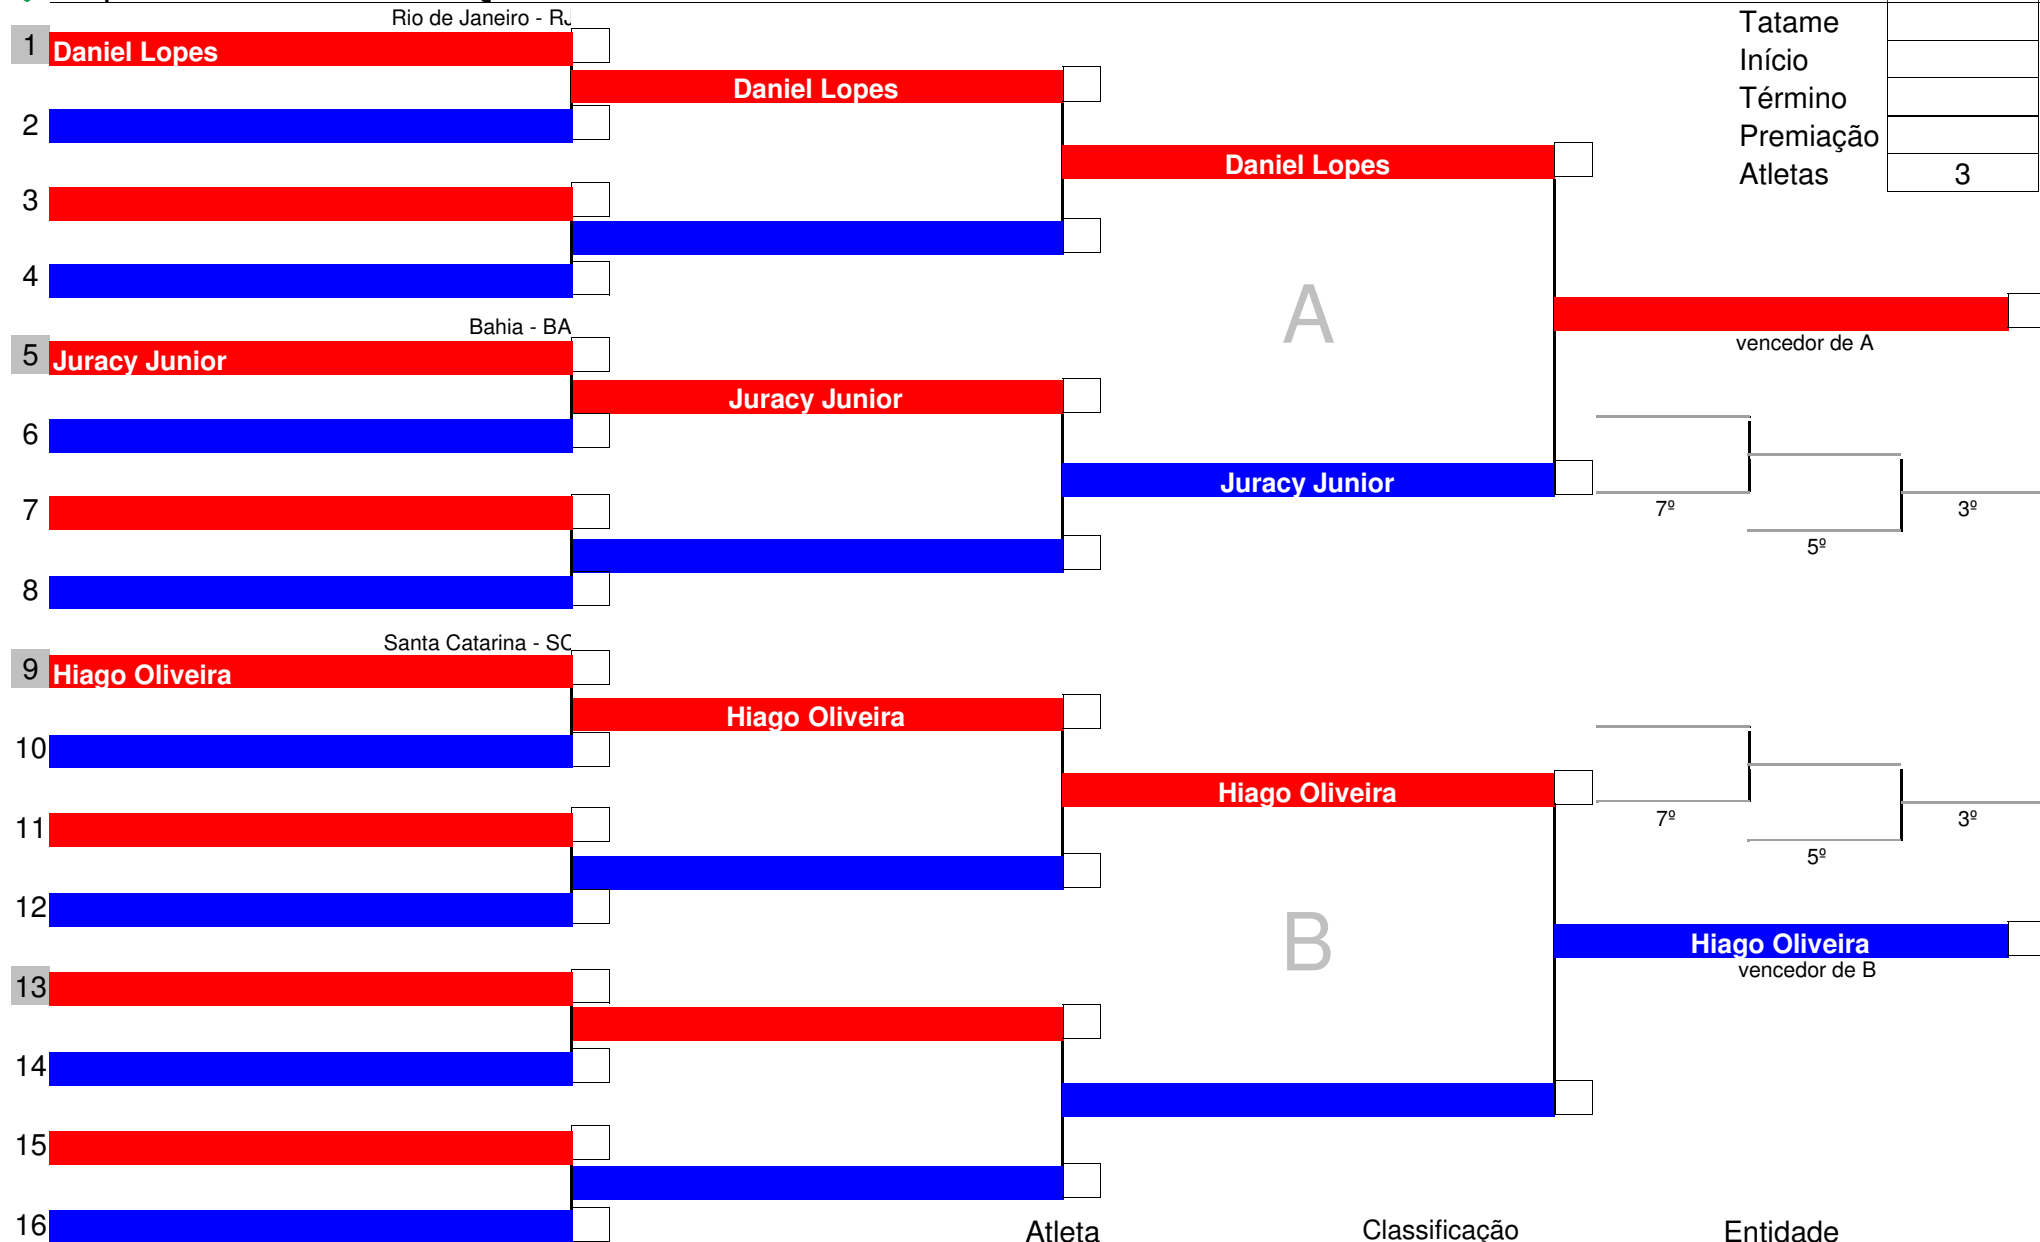 Rio de Janeiro - RJ
Tatame
1 Daniel Lopes
Início
Daniel Lopes
Término
2
Premiação
Daniel Lopes
Atletas 3
3
4
A
Bahia - BA
vencedor de A
5 Juracy Junior
Juracy Junior
6
Juracy Junior
7
7º 3º
5º
8
Santa Catarina - SC
9 Hiago Oliveira
Hiago Oliveira
10
Hiago Oliveira
11
7º 3º
5º
12
B
Hiago Oliveira
vencedor de B
13
14
15
16
Atleta Classificação Entidade